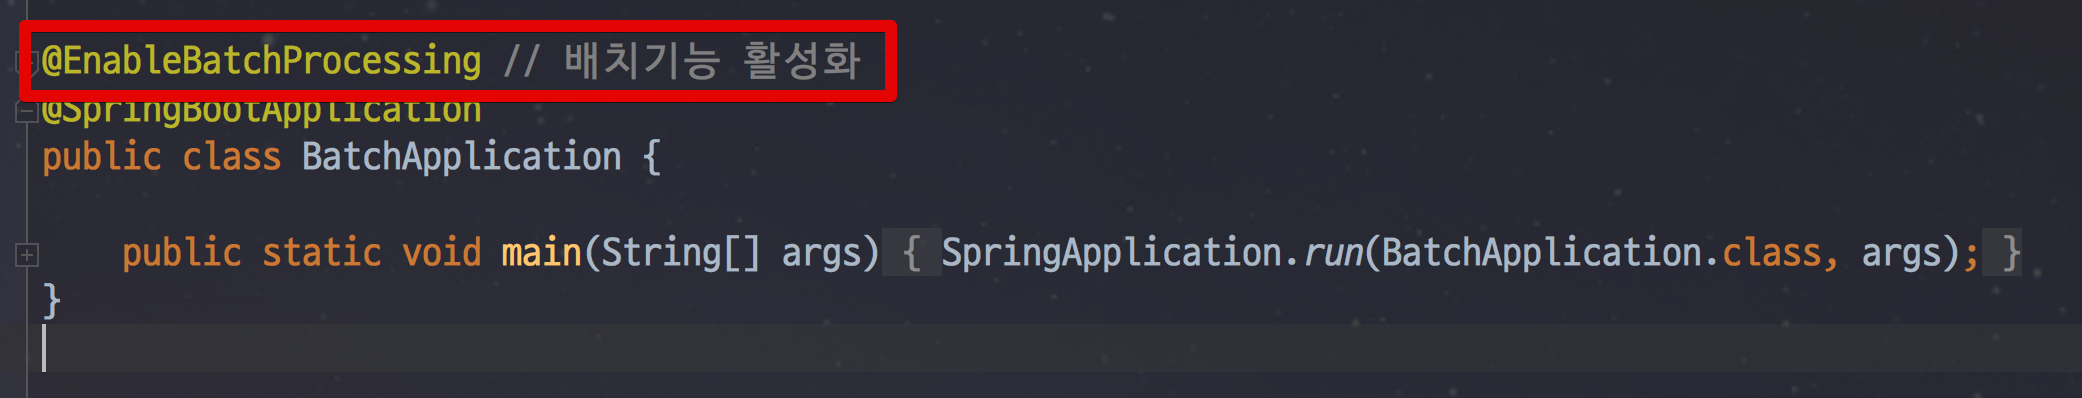 @EnableBatchProcessing // 배치기능 활성화
@SpringBootApplication
public class BatchApplication {
public static void main(String[] args) { SpringApplication.run(BatchApplication.class, args); }
}